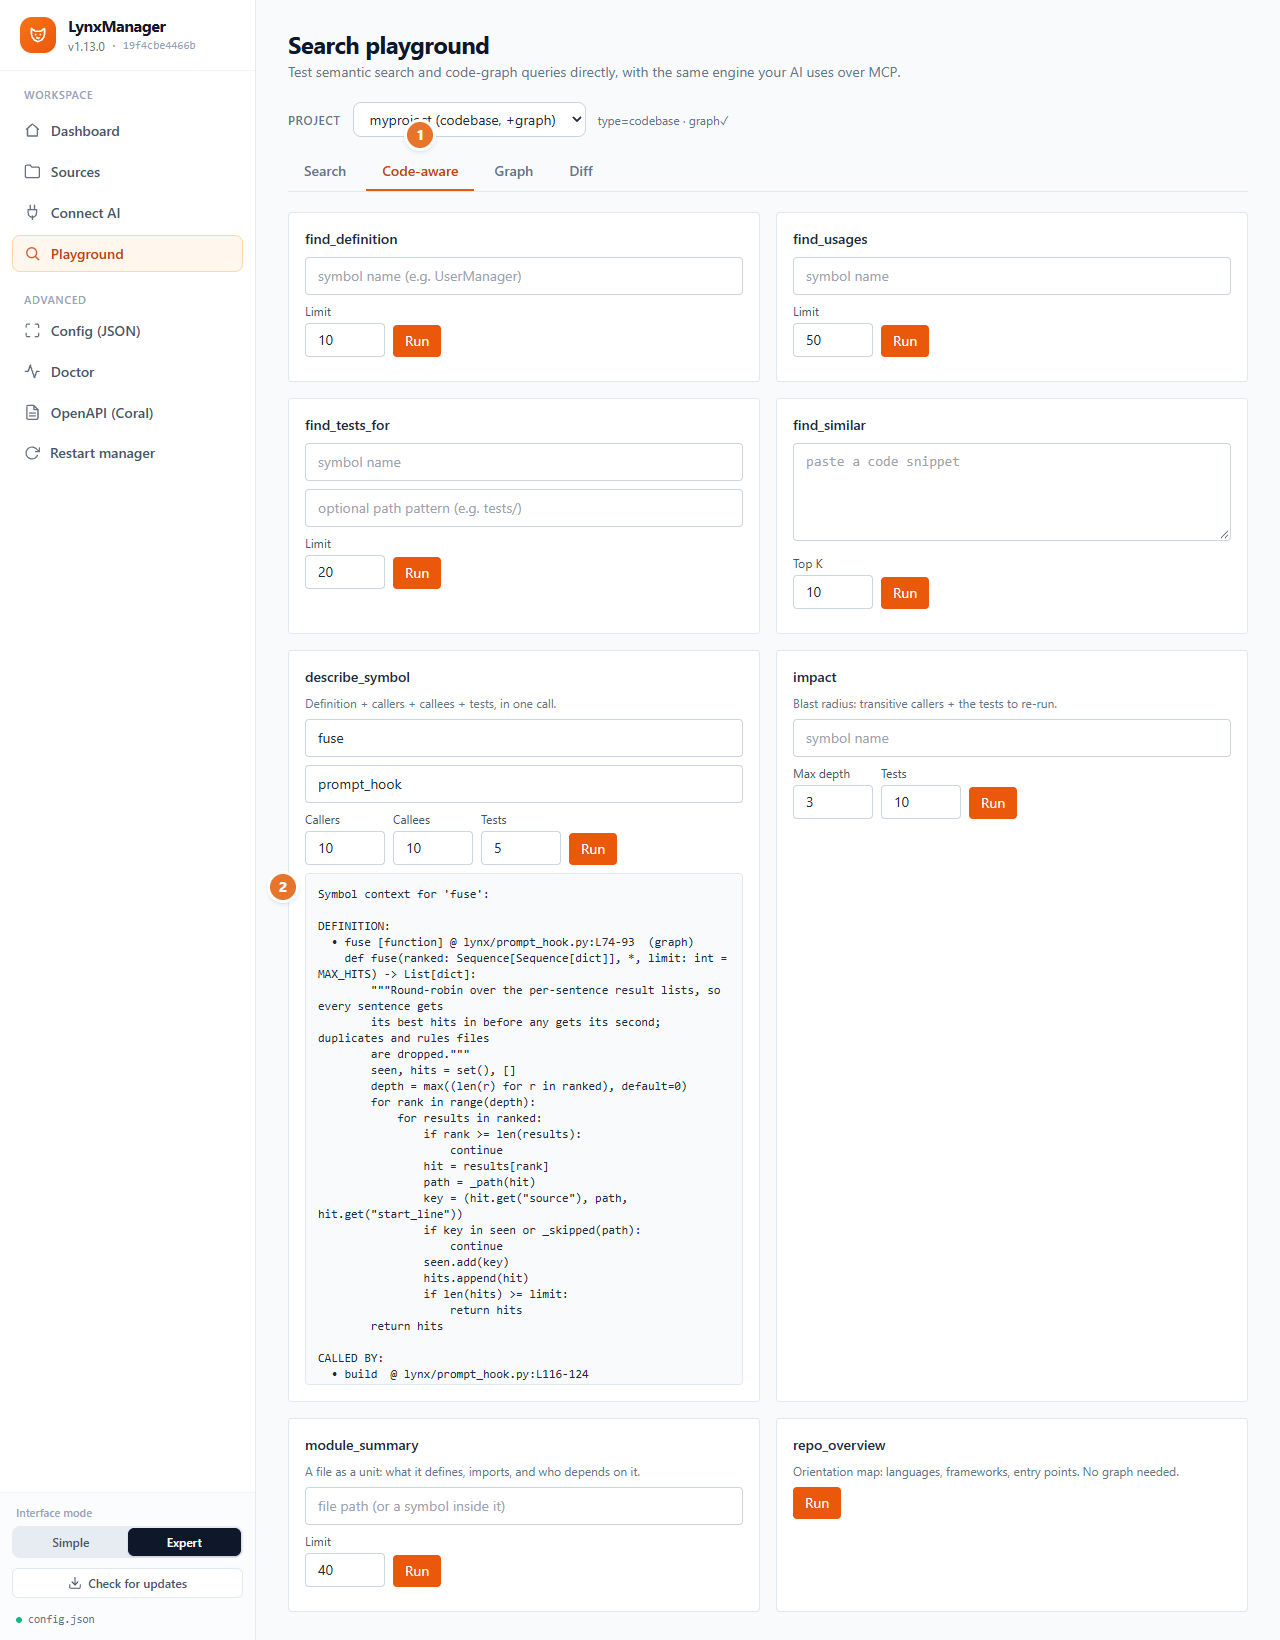 LynxManager
v1.13.0 · 19f4cbe4466b
WORKSPACE
Dashboard
Sources
Connect AI
Playground
ADVANCED
Config (JSON)
Doctor
OpenAPI (Coral)
Restart manager
Interface mode
Simple
Expert
Check for updates
config.json
Search playground
Test semantic search and code-graph queries directly, with the same engine your AI uses over MCP.
PROJECT
myproject (codebase, +graph)
type=codebase · graph✓
1
Search
Code-aware
Graph
Diff
find_definition
symbol name (e.g. UserManager)
Limit
10
Run
find_usages
symbol name
Limit
50
Run
find_tests_for
symbol name
optional path pattern (e.g. tests/)
Limit
20
Run
find_similar
paste a code snippet
Top K
10
Run
describe_symbol
Definition + callers + callees + tests, in one call.
fuse
prompt_hook
Callers
Callees
Tests
10
10
5
Run
2
Symbol context for 'fuse':
DEFINITION:
• fuse [function] @ lynx/prompt_hook.py:L74-93  (graph)
def fuse(ranked: Sequence[Sequence[dict]], *, limit: int =
MAX_HITS) -> List[dict]:
"""Round-robin over the per-sentence result lists, so
every sentence gets
its best hits in before any gets its second;
duplicates and rules files
are dropped."""
seen, hits = set(), []
depth = max((len(r) for r in ranked), default=0)
for rank in range(depth):
for results in ranked:
if rank >= len(results):
continue
hit = results[rank]
path = _path(hit)
key = (hit.get("source"), path,
hit.get("start_line"))
if key in seen or _skipped(path):
continue
seen.add(key)
hits.append(hit)
if len(hits) >= limit:
return hits
return hits
CALLED BY:
• build  @ lynx/prompt_hook.py:L116-124
impact
Blast radius: transitive callers + the tests to re-run.
symbol name
Max depth
Tests
3
10
Run
module_summary
A file as a unit: what it defines, imports, and who depends on it.
file path (or a symbol inside it)
Limit
40
Run
repo_overview
Orientation map: languages, frameworks, entry points. No graph needed.
Run